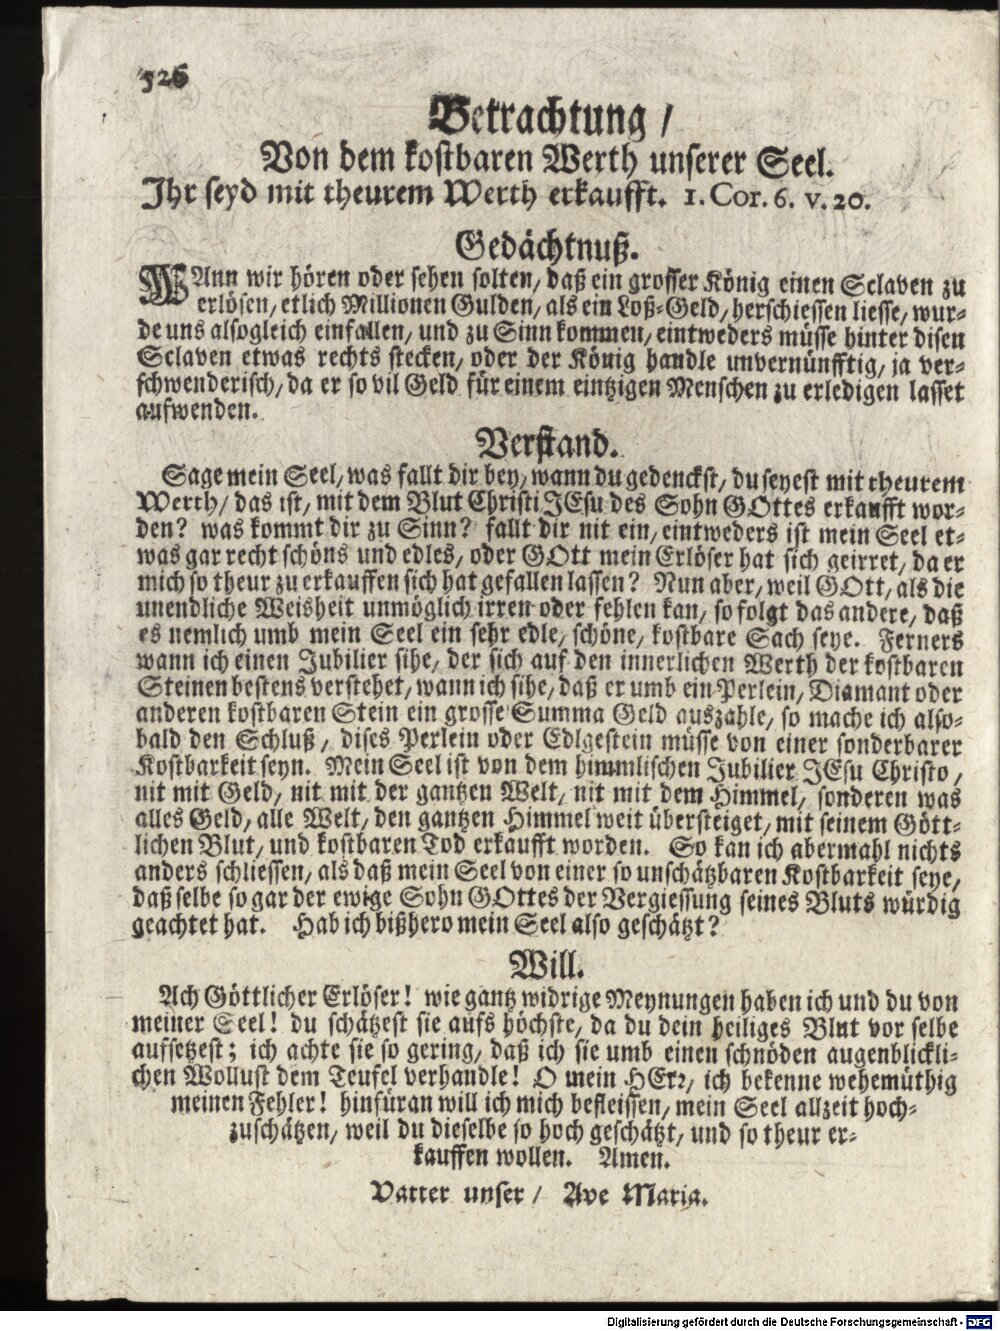 526
Betrachtung /
Von dem kostbaren Werth unserer Seel.
Ihr seyd mit theurem Werth erkaufft. 1. Cor. 6. v. 20.
Gedächtnuß.
WAnn wir hören oder sehen solten, daß ein grosser König einen Sclaven zu
erlösen, etlich Millionen Gulden, als ein Loß-Geld, herschiessen liesse, wur-
de uns alsogleich einfallen, und zu Sinn kommen, eintweders müsse hinter disen
Sclaven etwas rechts stecken, oder der König handle unvernünfftig, ja ver-
schwenderisch, da er so vil Geld für einem eintzigen Menschen zu erledigen lasset
aufwenden.
Verstand.
Sage mein Seel, was fallt dir bey, wann du gedenckst, du seyest mit theurem
Werth / das ist, mit dem Blut Christi JEsu des Sohn GOttes erkaufft wor-
den? was kommt dir zu Sinn? fallt dir nit ein, eintweders ist mein Seel et-
was gar recht schöns und edles, oder GOtt mein Erlöser hat sich geirret, da er
mich so theur zu erkauffen sich hat gefallen lassen? Nun aber, weil GOtt, als die
unendliche Weisheit unmöglich irren oder fehlen kan, so folgt das andere, daß
es nemlich umb mein Seel ein sehr edle, schöne, kostbare Sach seye. Ferners
wann ich einen Jubilier sihe, der sich auf den innerlichen Werth der kostbaren
Steinen bestens verstehet, wann ich sihe, daß er umb ein Perlein, Diamant oder
anderen kostbaren Stein ein grosse Summa Geld auszahle, so mache ich also-
bald den Schluß, dises Perlein oder Edlgestein müsse von einer sonderbarer
Kostbarkeit seyn. Mein Seel ist von dem himmlischen Jubilier JEsu Christo,
nit mit Geld, nit mit der gantzen Welt, nit mit dem Himmel, sonderen was
alles Geld, alle Welt, den gantzen Himmel weit übersteiget, mit seinem Gött-
lichen Blut, und kostbaren Tod erkaufft worden. So kan ich abermahl nichts
anders schliessen, als daß mein Seel von einer so unschätzbaren Kostbarkeit seye,
daß selbe so gar der ewige Sohn GOttes der Vergiessung seines Bluts würdig
geachtet hat. Hab ich bißhero mein Seel also geschätzt?
Will.
Ach Göttlicher Erlöser! wie gantz widrige Meynungen haben ich und du von
meiner Seel! du schätzest sie aufs höchste, da du dein heiliges Blut vor selbe
aufsetzest; ich achte sie so gering, daß ich sie umb einen schnöden augenblickli-
chen Wollust dem Teufel verhandle! O mein HErr, ich bekenne wehemüthig
meinen Fehler! hinfüran will ich mich befleissen, mein Seel allzeit hoch-
zuschätzen, weil du dieselbe so hoch geschätzt, und so theur er-
kauffen wollen. Amen.
Vatter unser / Ave Maria.
Digitalisierung gefördert durch die Deutsche Forschungsgemeinschaft - DFG